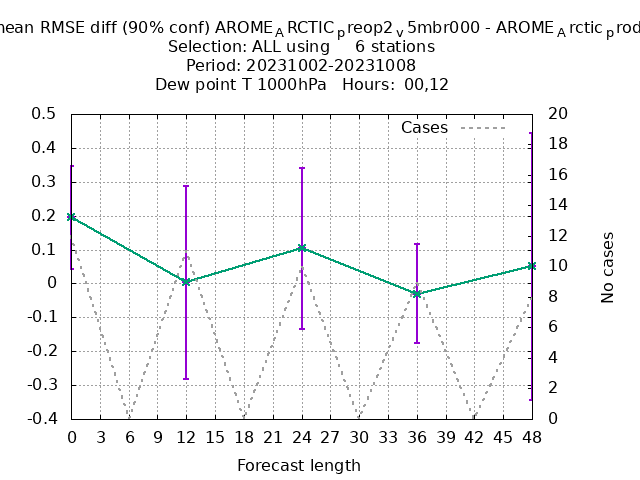 RMSE diff (90% conf) AROME_ARCTIC_preop2_v5mbr000 - AROME_Arctic_prod
Selection: ALL using 6 stations
Period: 20231002-20231008
Dew point T 1000hPa Hours: 00,12
Cases
0.5
0.4
0.3
0.2
0.1
0
-0.1
-0.2
-0.3
-0.4
20
18
16
14
12
10
8
6
4
2
0
No cases
0 3 6 9 12 15 18 21 24 27 30 33 36 39 42 45 48
Forecast length